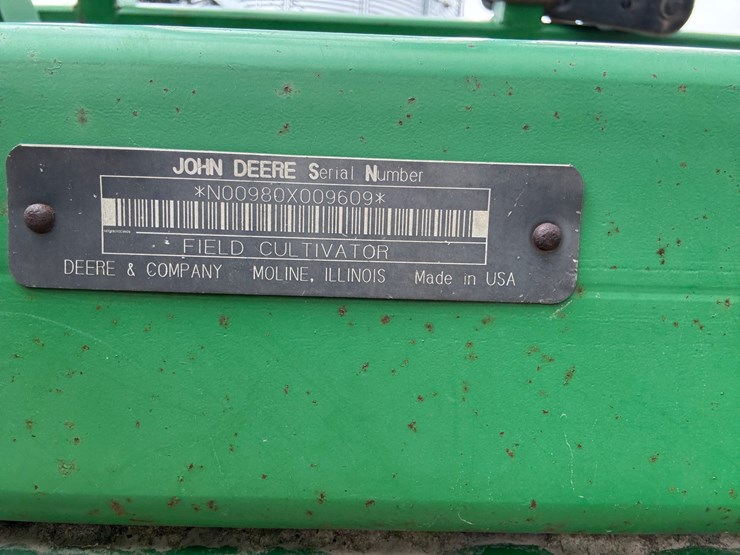 JOHN DEERE Serial Number
*N00980X009609*
FIELD CULTIVATOR
DEERE & COMPANY MOLINE, ILLINOIS Made in USA